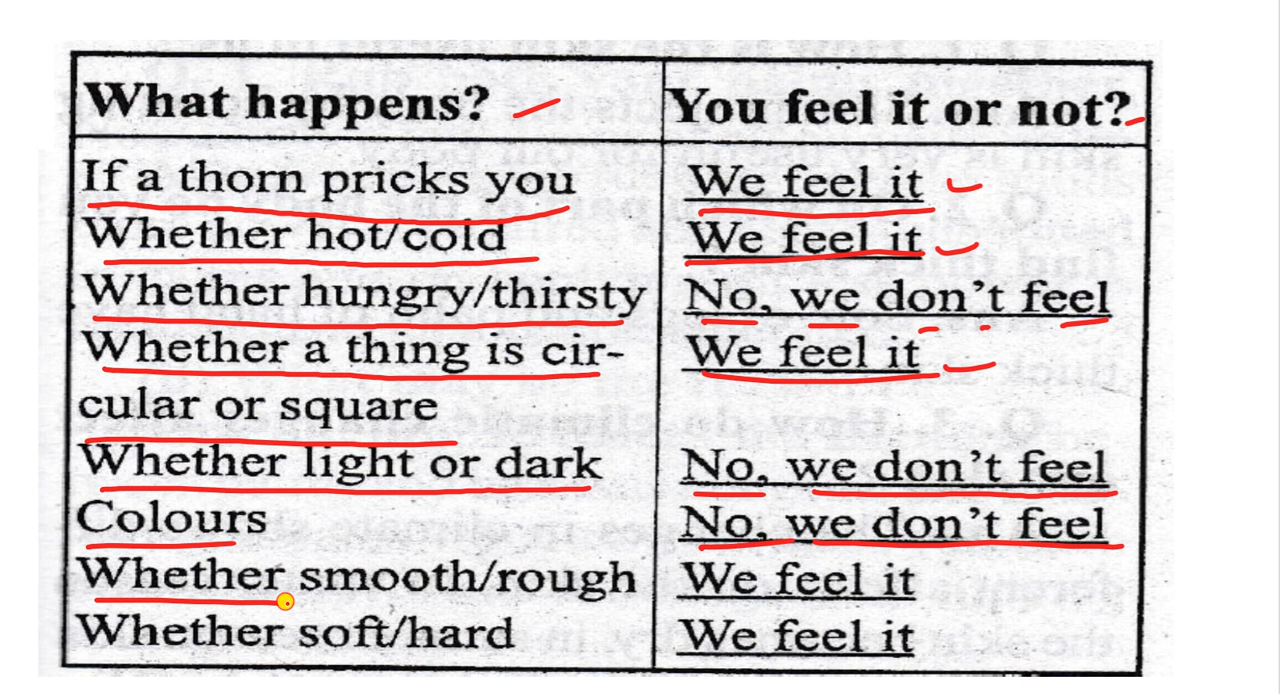 What happens? You feel it or not?
If a thorn pricks you We feel it
Whether hot/cold We feel it
Whether hungry/thirsty No, we don't feel
Whether a thing is cir- We feel it
cular or square
Whether light or dark No, we don't feel
Colours No, we don't feel
Whether smooth/rough We feel it
Whether soft/hard We feel it